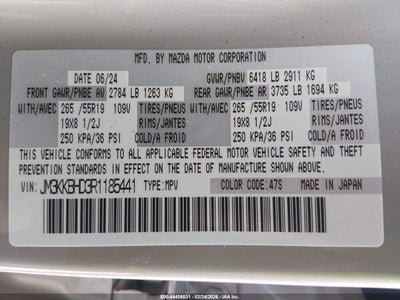 MFD. BY MAZDA MOTOR CORPORATION
DATE 06/24 GVWR/PNBV 6418 LB 2911 KG
FRONT GAWR/PNBE AV 2784 LB 1263 KG REAR GAWR/PNBE AR 3735 LB 1694 KG
WITH/AVEC 265 /55R19 109V TIRES/PNEUS WITH/AVEC 265 /55R19 109V TIRES/PNEUS
19X8 1/2J RIMS/JANTES 19X8 1/2J RIMS/JANTES
250 KPA/36 PSI COLD/A FROID 250 KPA/36 PSI COLD/A FROID
THIS VEHICLE CONFORMS TO ALL APPLICABLE FEDERAL MOTOR VEHICLE SAFETY AND
THEFT PREVENTION STANDARDS IN EFFECT ON THE DATE OF MANUFACTURE SHOWN ABOVE.
VIN: JM3KKBHD3R1185441 TYPE:MPV COLOR CODE:47S MADE IN JAPAN
000-44458531 - 02/24/2026 - IAA Inc.